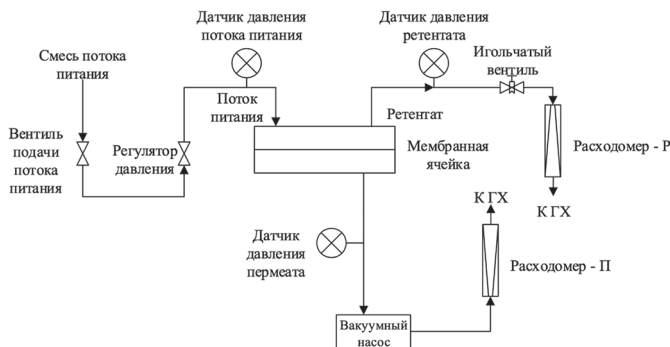 Датчик давления
потока питания
Датчик давления
ретентата
Смесь потока
питания
Игольчатый
вентиль
Поток
питания
Ретентат
Вентиль
подачи
потока
питания
Регулятор
давления
Мембранная
ячейка
Расходомер - Р
К ГХ
К ГХ
Датчик
давления
пермеата
Расходомер - П
Вакуумный
насос